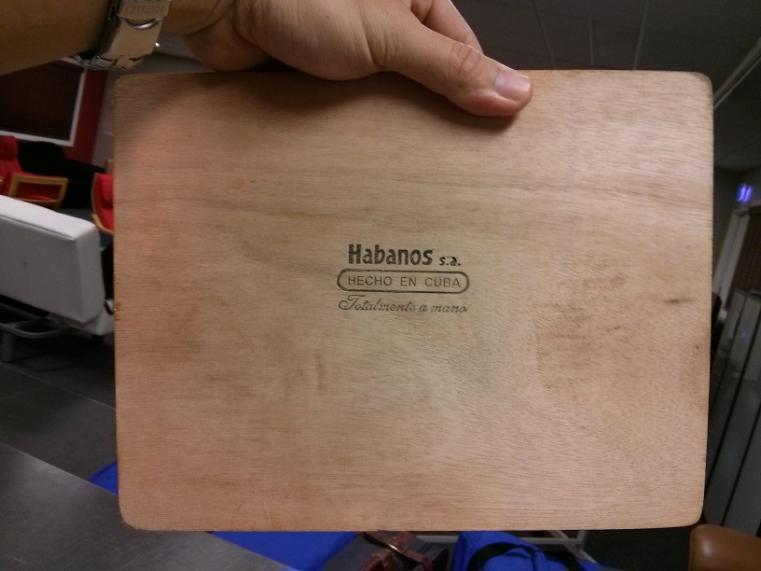 Habanos s.a.
HECHO EN CUBA
Totalmente a mano